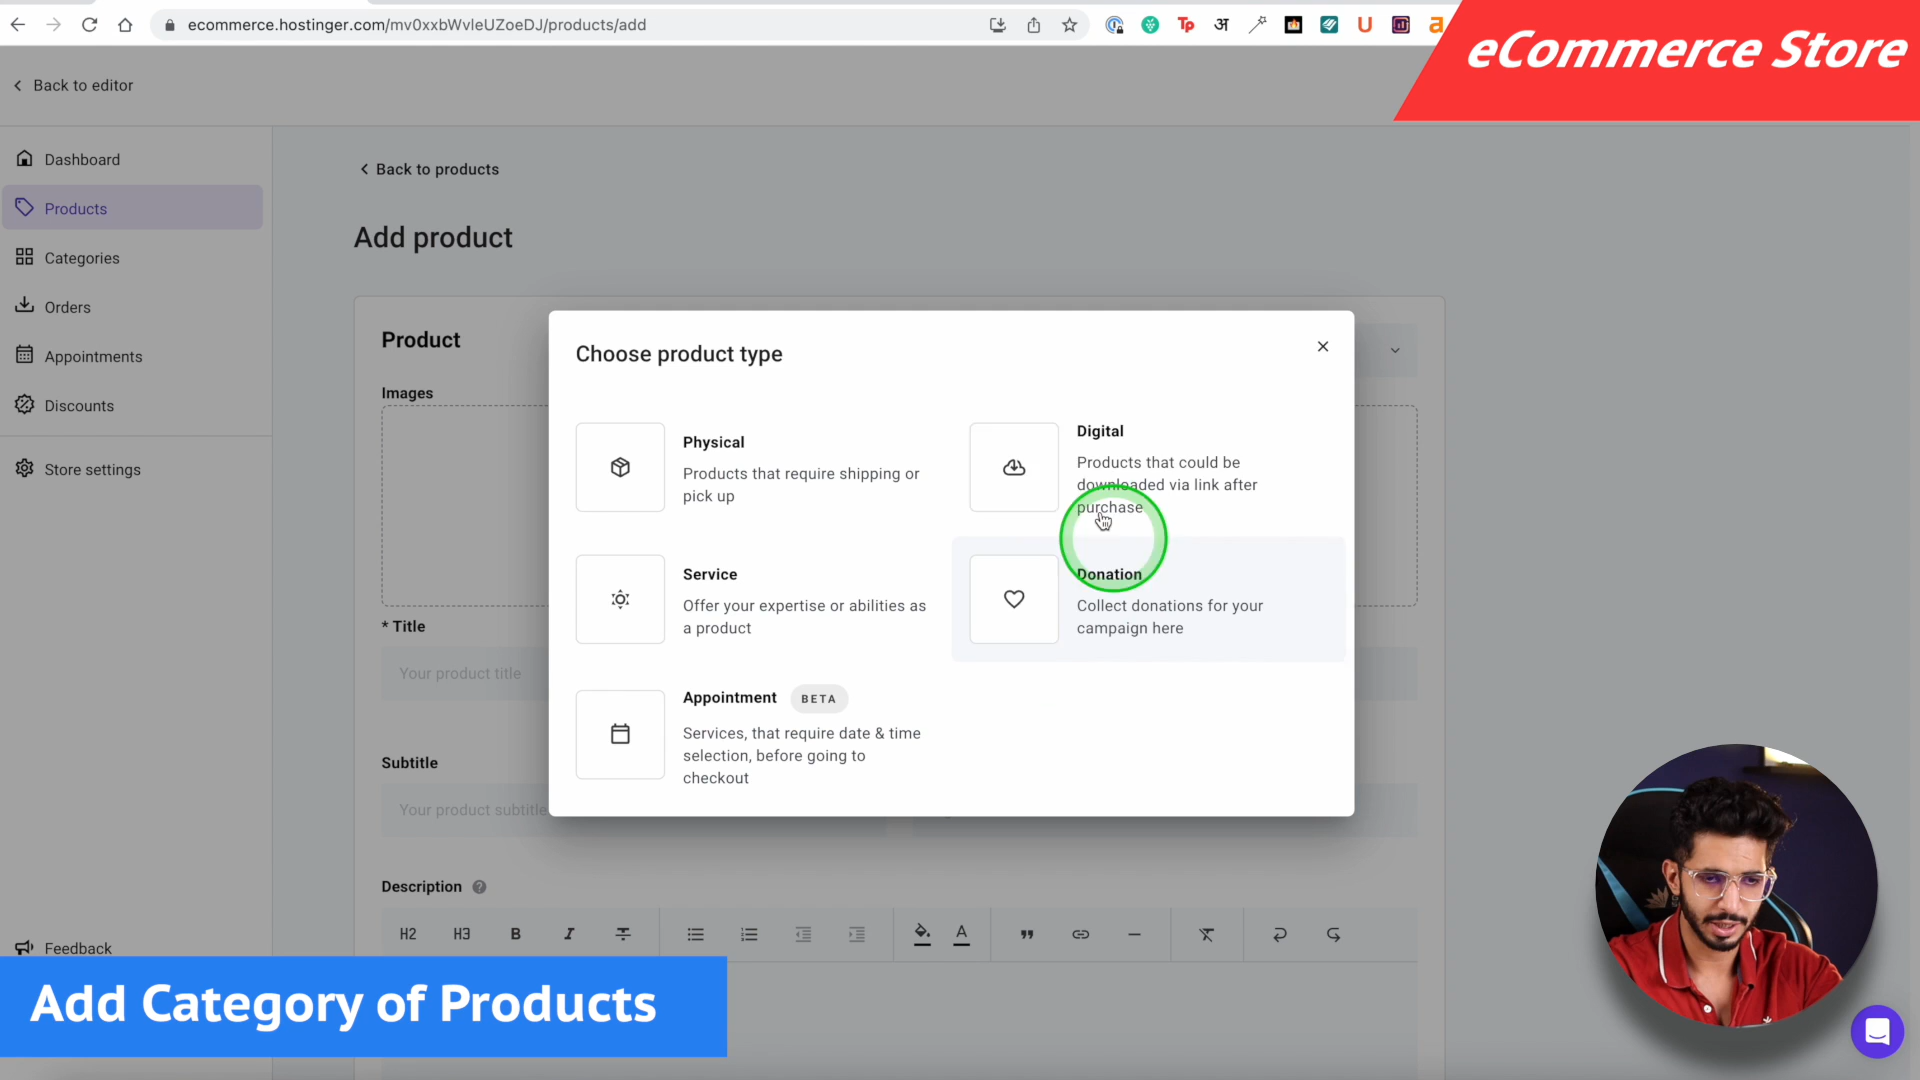 ecommerce.hostinger.com/mv0xxbWvleUZoeDJ/products/add
Tp
अ
U
a
eCommerce Store
Back to editor
Dashboard
Products
Categories
Orders
Appointments
Discounts
Store settings
Feedback
Back to products
Add product
Product
Images
* Title
Your product title
Subtitle
Your product subtitle
Description ?
H2 H3 B I A
Choose product type
Physical
Products that require shipping or
pick up
Digital
Products that could be
downloaded via link after
purchase
Service
Offer your expertise or abilities as
a product
Donation
Collect donations for your
campaign here
Appointment BETA
Services, that require date & time
selection, before going to
checkout
Add Category of Products